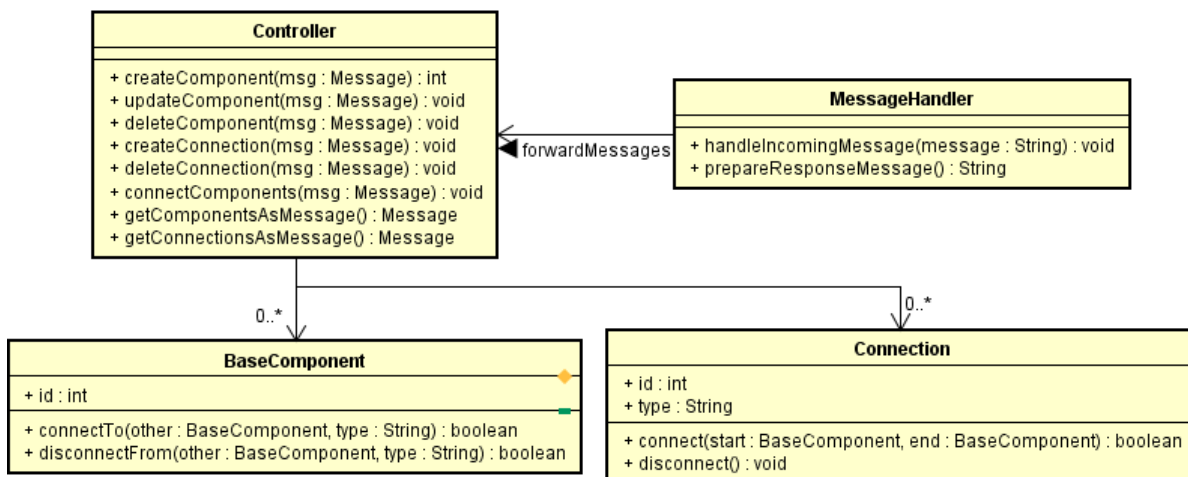 Controller
+ createComponent(msg : Message) : int
+ updateComponent(msg : Message) : void
+ deleteComponent(msg : Message) : void
+ createConnection(msg : Message) : void
+ deleteConnection(msg : Message) : void
+ connectComponents(msg : Message) : void
+ getComponentsAsMessage() : Message
+ getConnectionsAsMessage() : Message
forwardMessages
MessageHandler
+ handleIncomingMessage(message : String) : void
+ prepareResponseMessage() : String
0..*
0..*
BaseComponent
+ id : int
+ connectTo(other : BaseComponent, type : String) : boolean
+ disconnectFrom(other : BaseComponent, type : String) : boolean
Connection
+ id : int
+ type : String
+ connect(start : BaseComponent, end : BaseComponent) : boolean
+ disconnect() : void